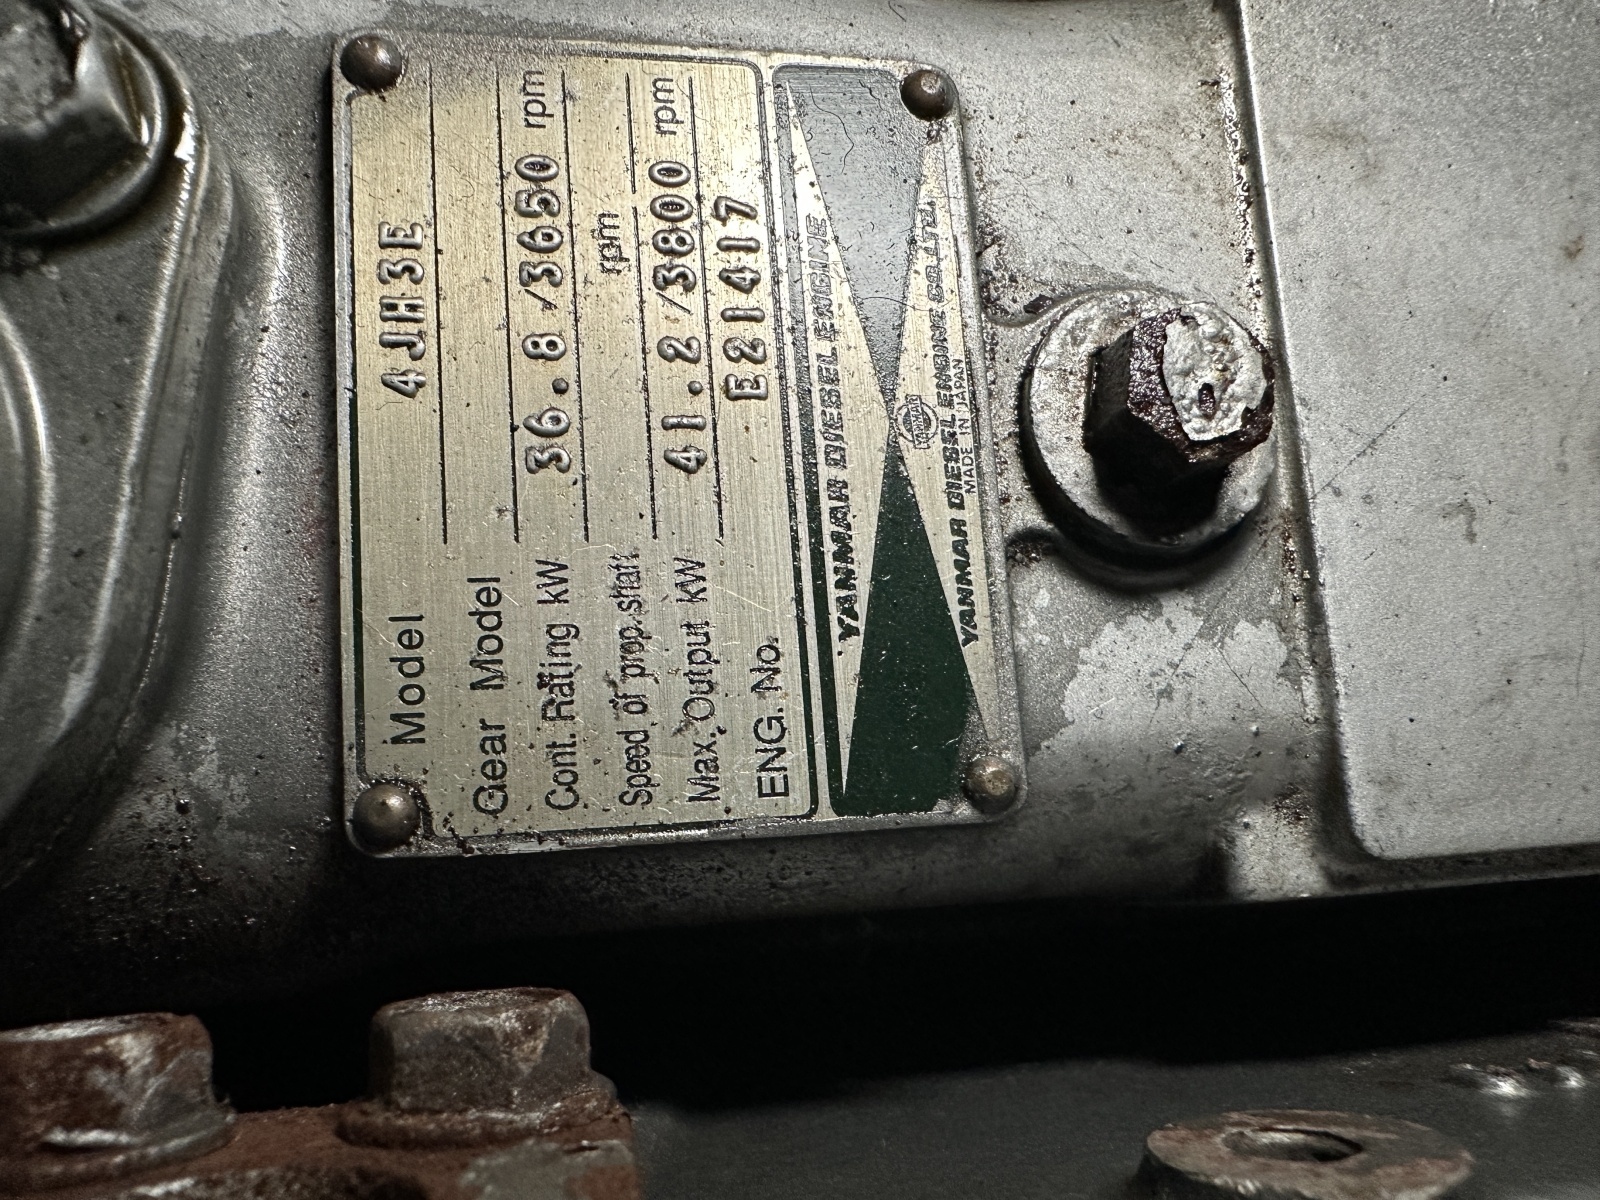 Model 4JH3E
Gear Model
Cont. Rating kW 36.8/3650 rpm
Speed of prop.shaft rpm
Max. Output kW 41.2/3800 rpm
ENG. No. E21417
YANMAR DIESEL ENGINE
YANMAR
YANMAR DIESEL ENGINE CO.,LTD.
MADE IN JAPAN